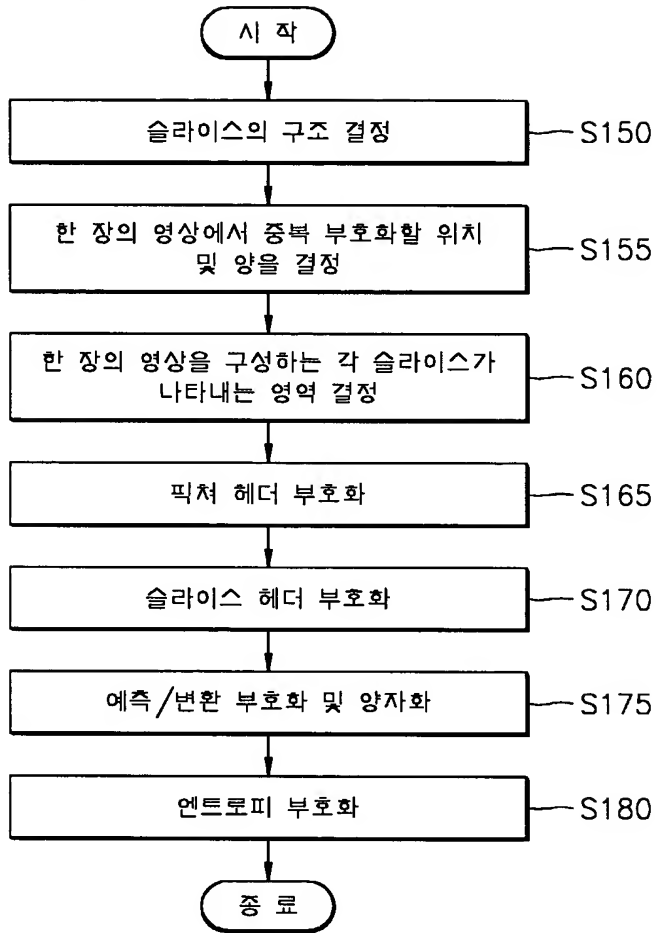 시 작
슬라이스의 구조 결정
S150
한 장의 영상에서 중복 부호화할 위치
및 양을 결정
S155
한 장의 영상을 구성하는 각 슬라이스가
나타내는 영역 결정
S160
픽쳐 헤더 부호화
S165
슬라이스 헤더 부호화
S170
예측/변환 부호화 및 양자화
S175
엔트로피 부호화
S180
종 료